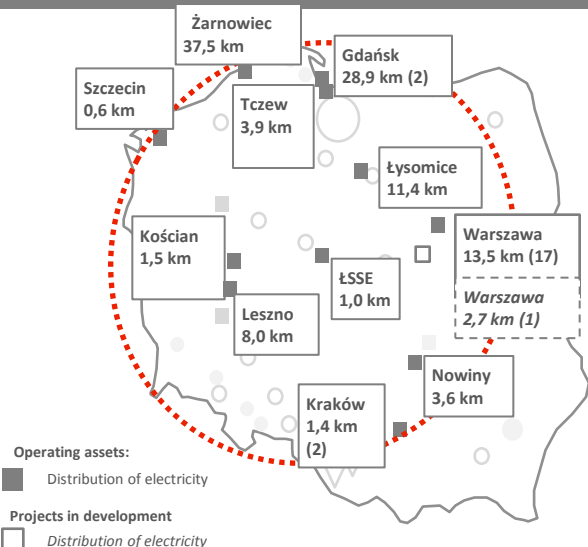 Żarnowiec
37,5 km
Gdańsk
28,9 km (2)
Szczecin
0,6 km
Tczew
3,9 km
Łysomice
11,4 km
Kościan
1,5 km
Warszawa
13,5 km (17)
Warszawa
2,7 km (1)
ŁSSE
1,0 km
Leszno
8,0 km
Nowiny
3,6 km
Kraków
1,4 km
(2)
Operating assets:
Distribution of electricity
Projects in development
Distribution of electricity